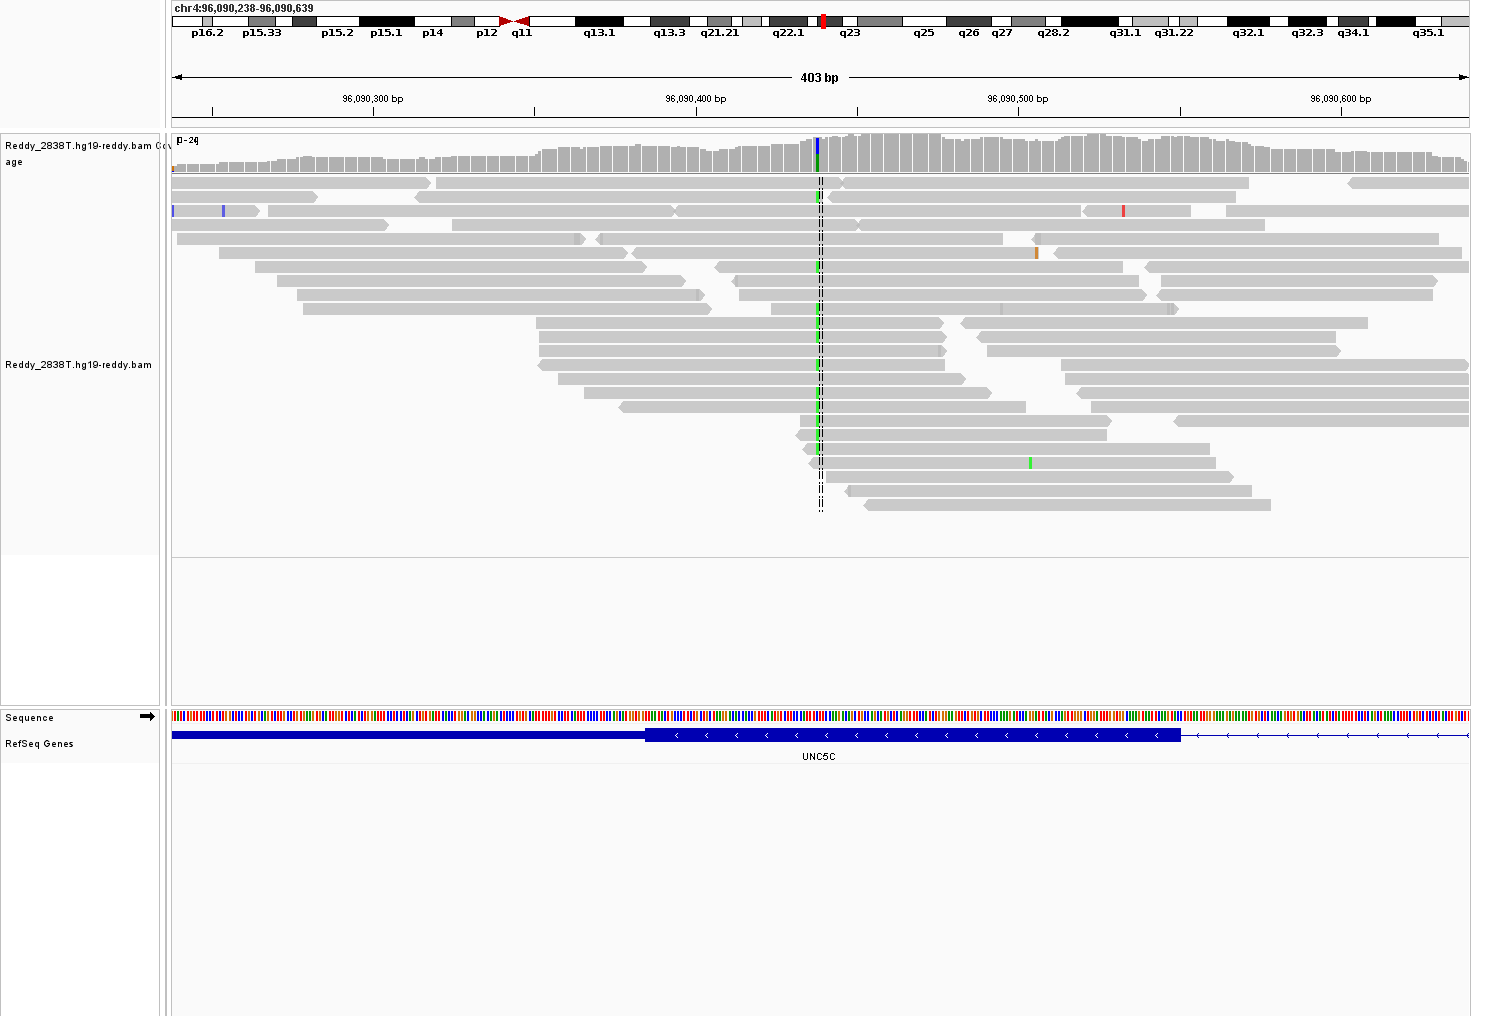 chr4:96,090,238-96,090,639
p16.2 p15.33 p15.2 p15.1 p14 p12 q11 q13.1 q13.3 q21.21 q22.1 q23 q25 q26 q27 q28.2 q31.1 q31.22 q32.1 q32.3 q34.1 q35.1
403 bp
96,090,300 bp 96,090,400 bp 96,090,500 bp 96,090,600 bp
[0-24]
Reddy_2838T.hg19-reddy.bam Cov
age
Reddy_2838T.hg19-reddy.bam
Sequence
RefSeq Genes
UNC5C